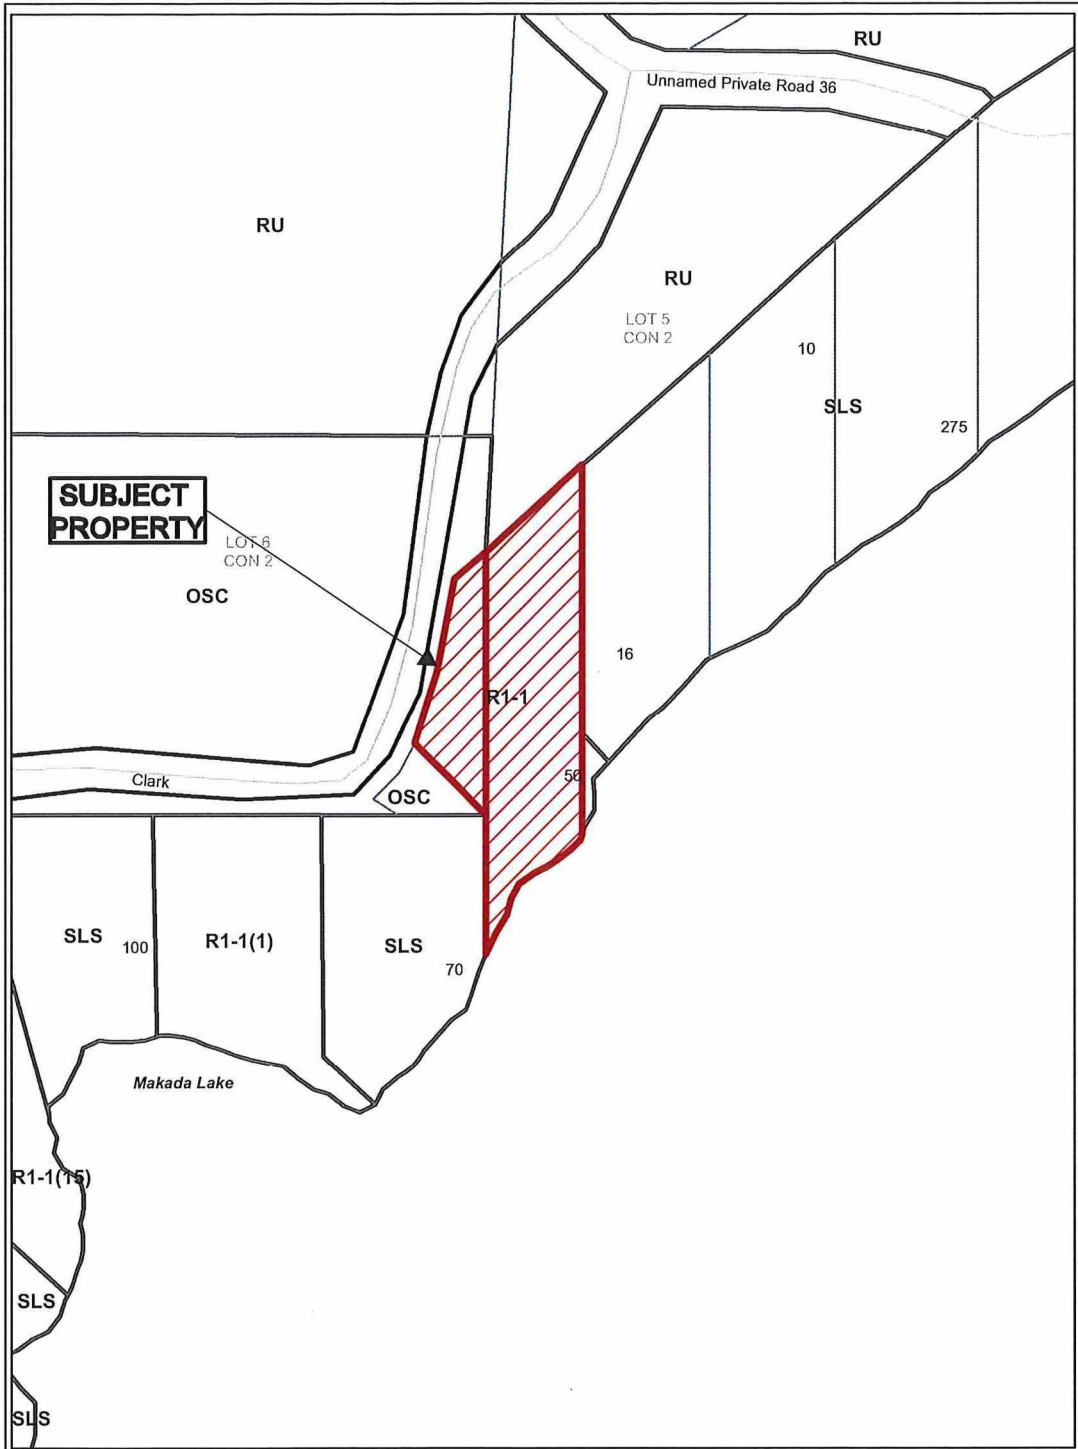 RU
Unnamed Private Road 36
RU
RU
LOT 5
CON 2
10
SLS
275
SUBJECT
PROPERTY
LOT 6
CON 2
OSC
16
R1-1
50
Clark
OSC
SLS
100
R1-1(1)
SLS
70
Makada Lake
R1-1(15)
SLS
SLS